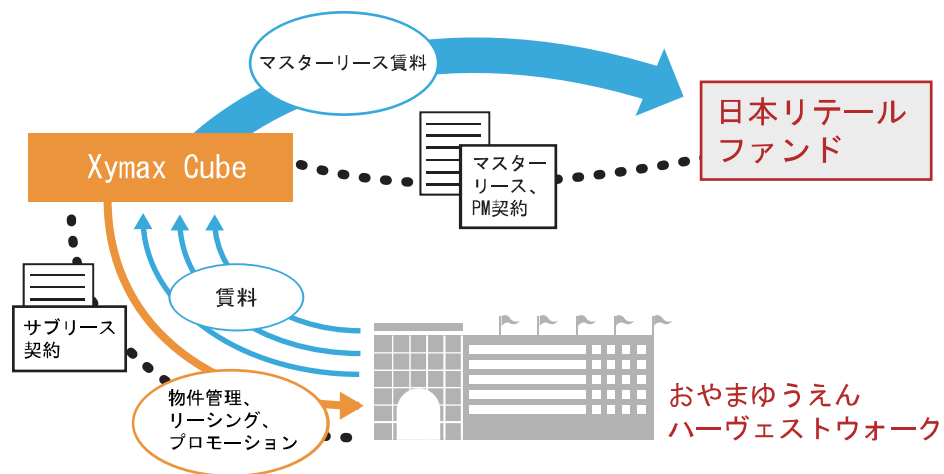 マスターリース賃料
日本リテール
ファンド
Xymax Cube
マスター
リース、
PM契約
賃料
サブリース
契約
物件管理、
リーシング、
プロモーション
おやまゆうえん
ハーヴェストウォーク